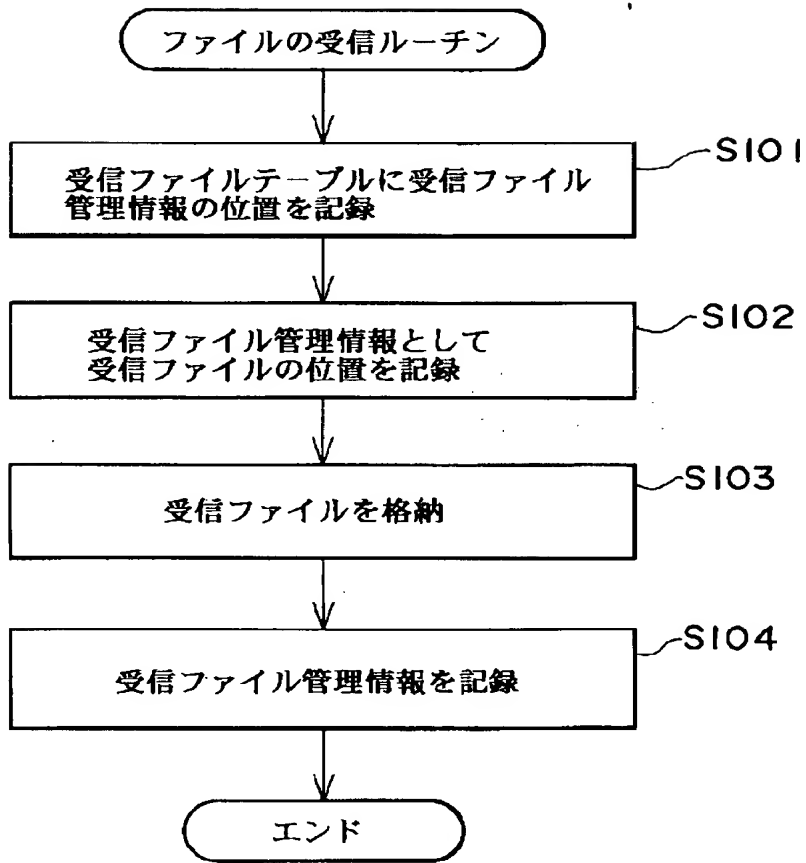 ファイルの受信ルーチン
S101
受信ファイルテーブルに受信ファイル
管理情報の位置を記録
S102
受信ファイル管理情報として
受信ファイルの位置を記録
S103
受信ファイルを格納
S104
受信ファイル管理情報を記録
エンド